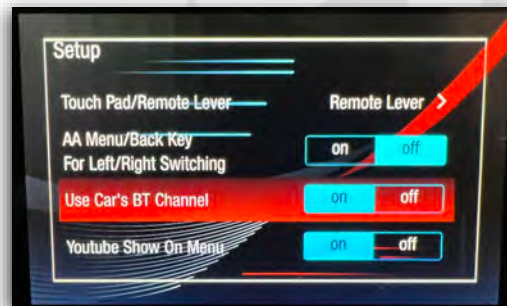 Setup
Touch Pad/Remote Lever Remote Lever >
AA Menu/Back Key
For Left/Right Switching on off
Use Car's BT Channel on off
Youtube Show On Menu on off